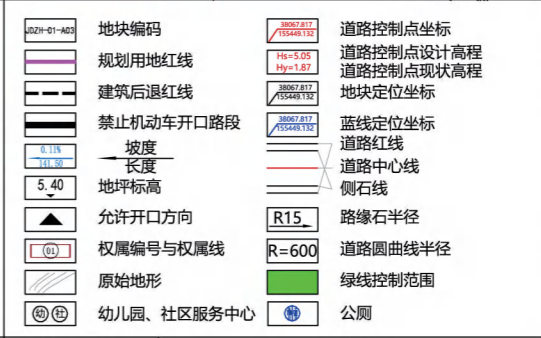 JDZH-01-A03 地块编码 38067.817 155449.132 道路控制点坐标
规划用地红线 Hs=5.05 Hy=1.87 道路控制点设计高程 道路控制点现状高程
建筑后退红线 38067.817 155449.132 地块定位坐标
禁止机动车开口路段 38067.817 155449.132 蓝线定位坐标
道路红线
0.11% 141.50 坡度 长度 道路中心线
5.40 地坪标高 侧石线
允许开口方向 R15 路缘石半径
01 权属编号与权属线 R=600 道路圆曲线半径
原始地形 绿线控制范围
幼 社 幼儿园、社区服务中心 公厕